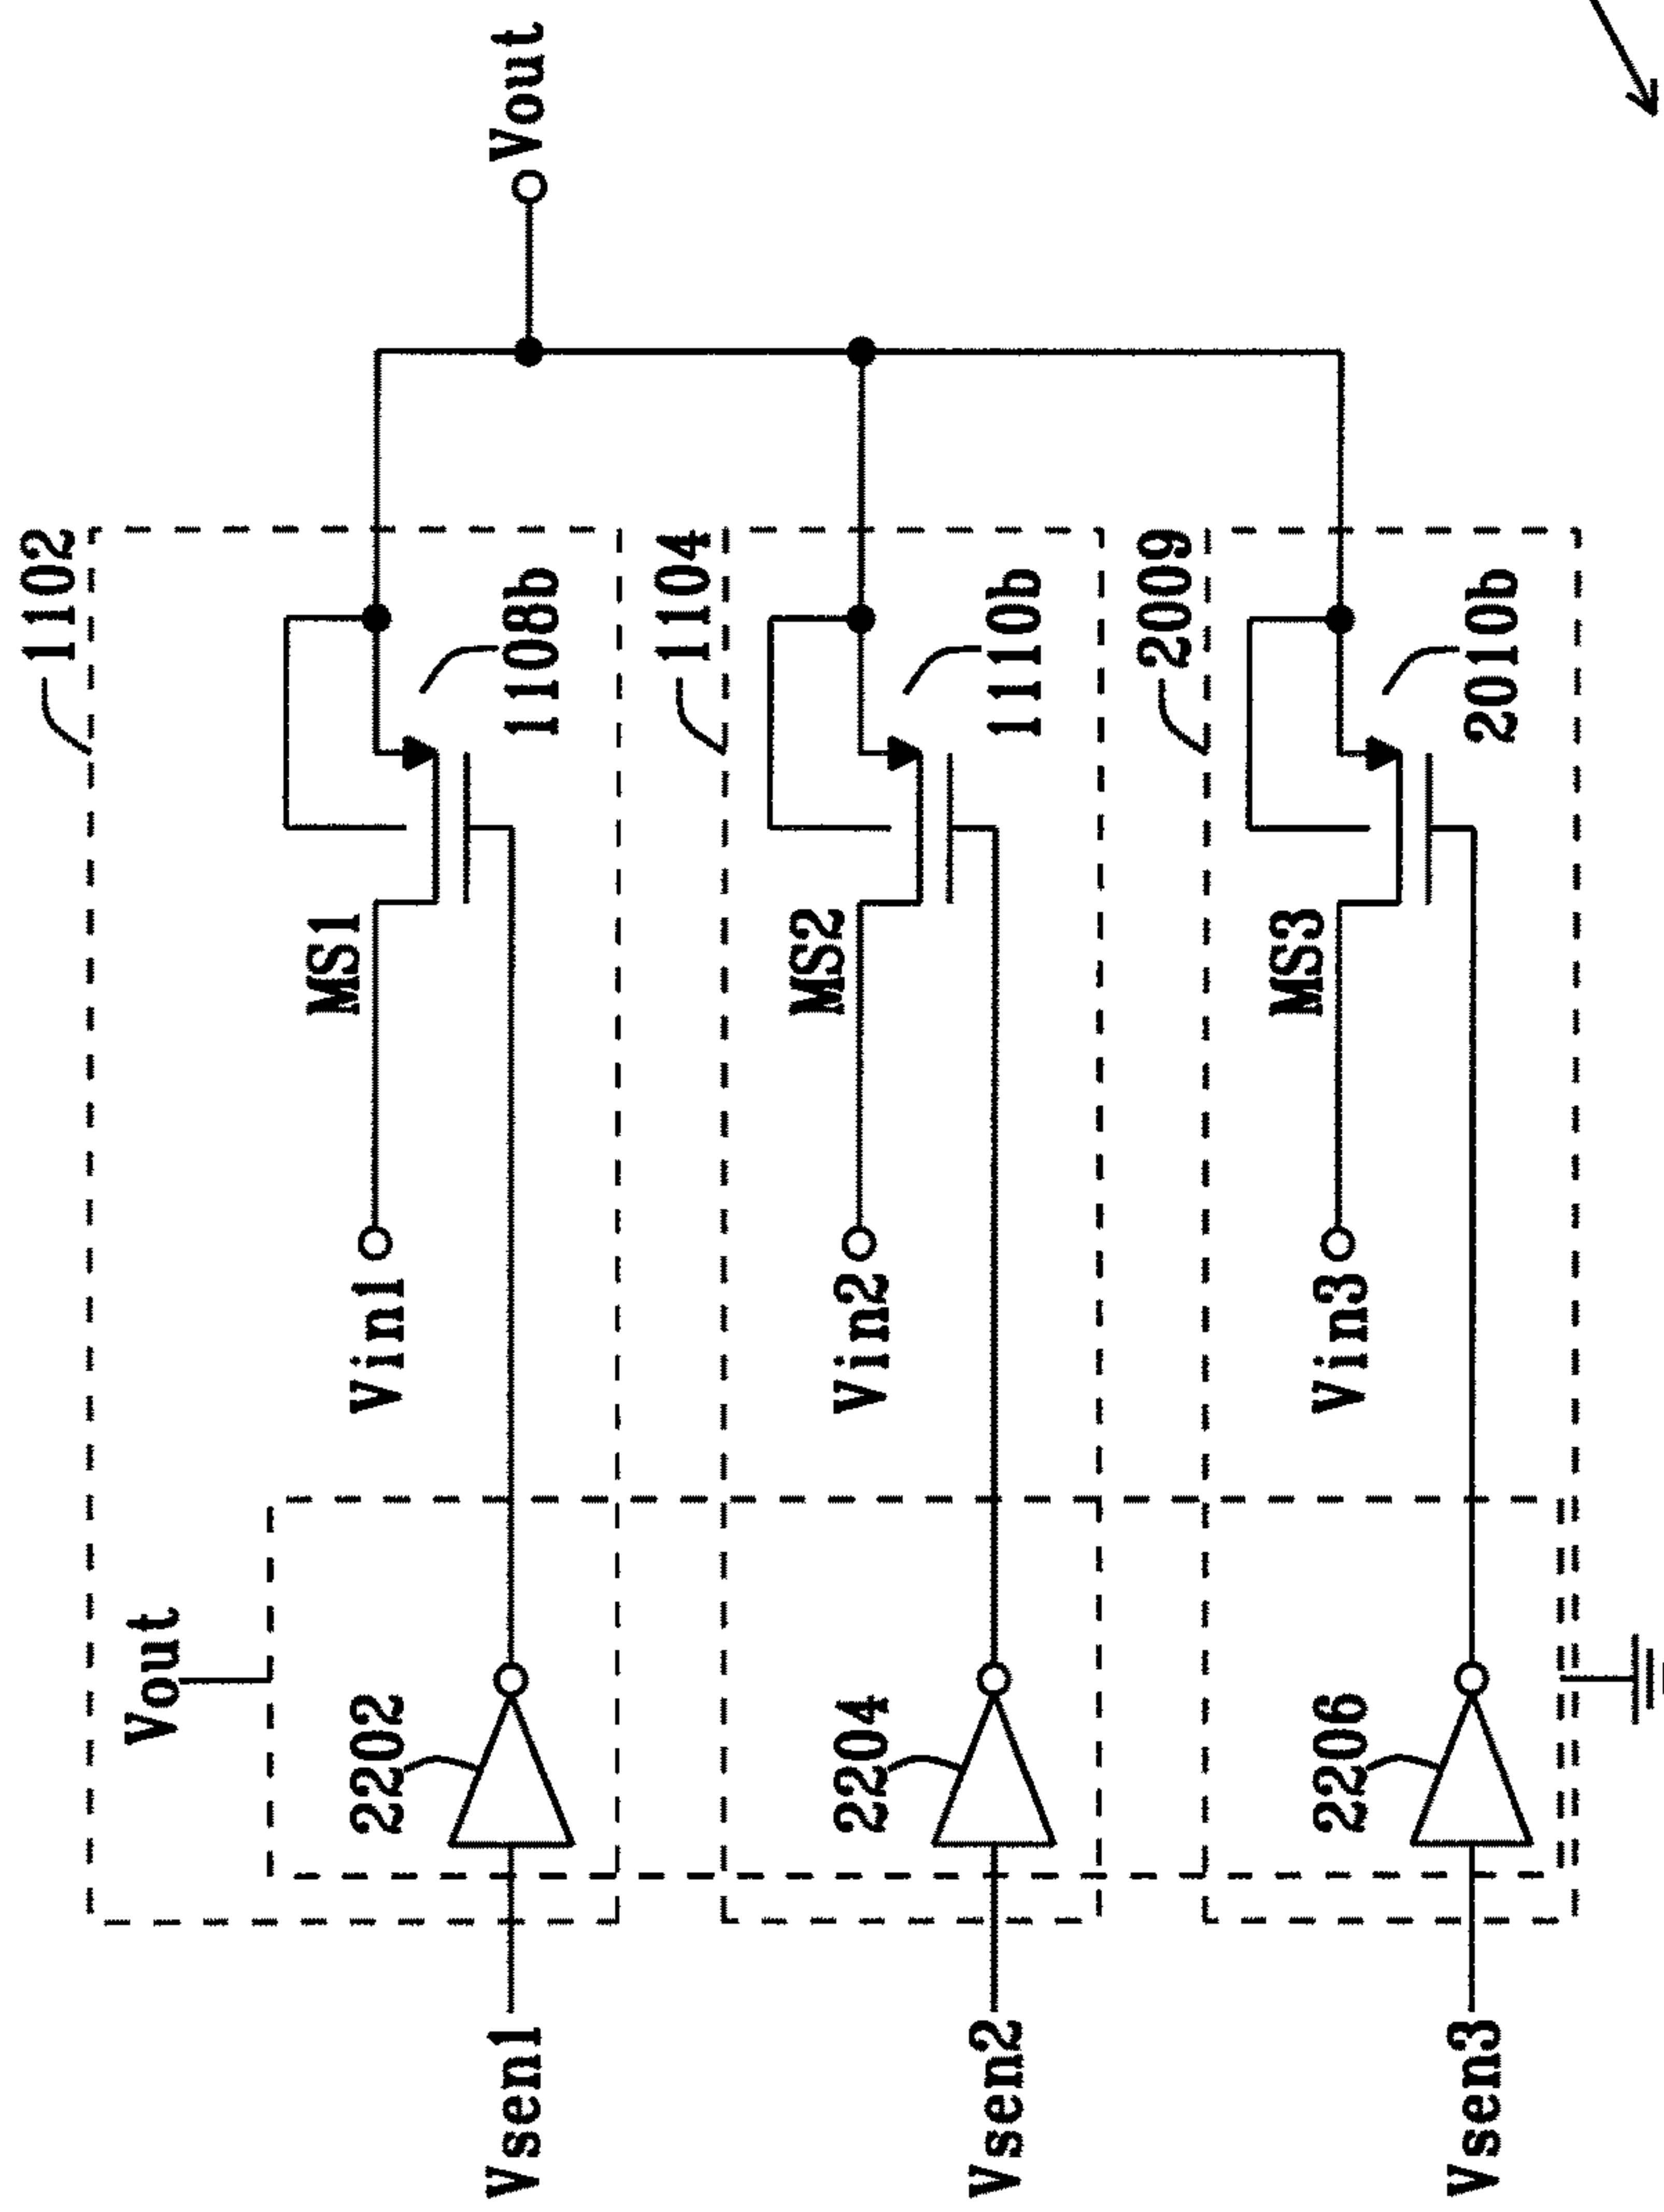 1102
Vout
2202
Vsen1
Vin1
MS1
1108b
Vout
1104
2204
Vsen2
Vin2
MS2
1110b
2009
2206
Vsen3
Vin3
MS3
2010b